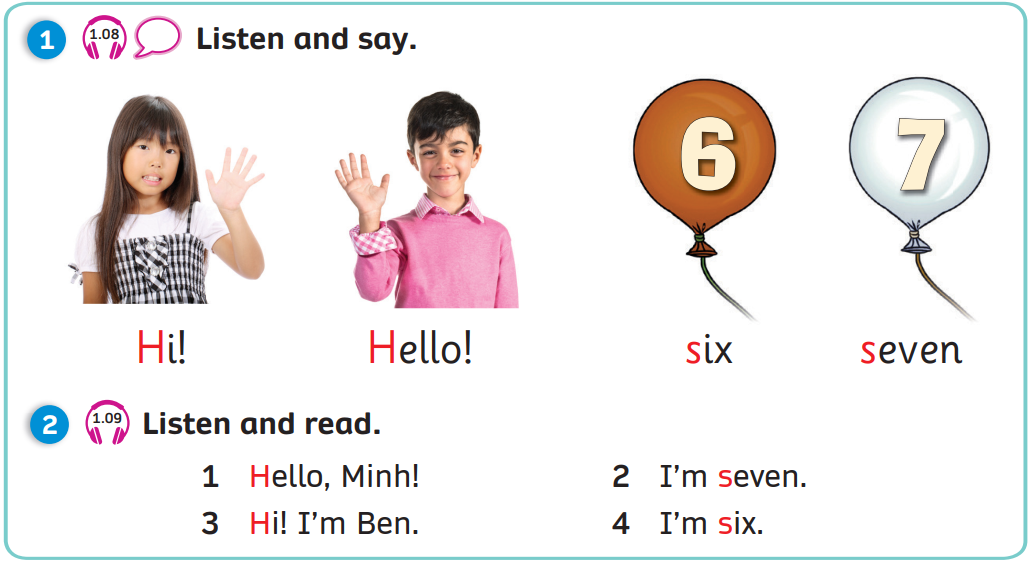 1 1.08 Listen and say.
6 7
Hi! Hello! six seven
2 1.09 Listen and read.
1 Hello, Minh! 2 I'm seven.
3 Hi! I'm Ben. 4 I'm six.